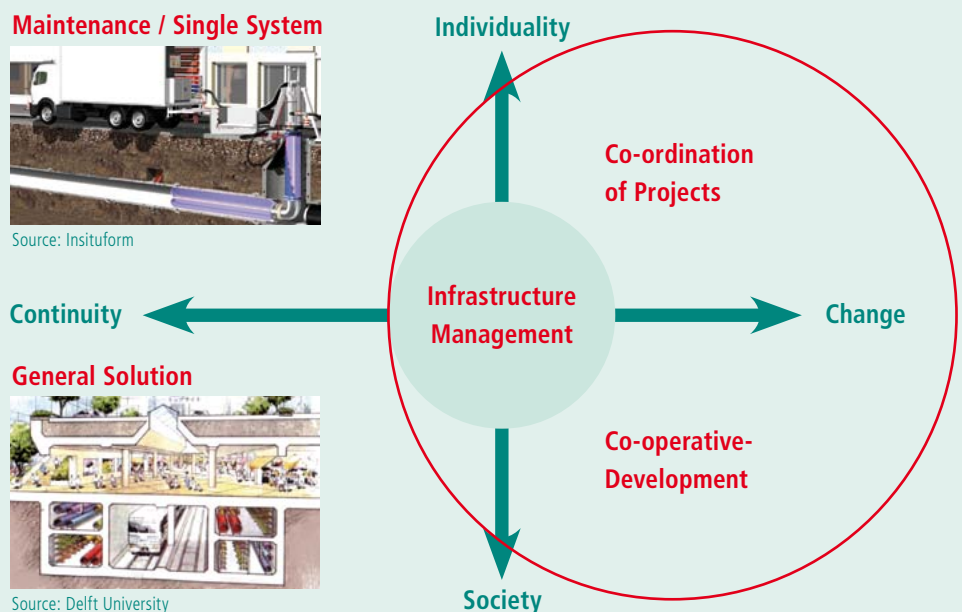 Maintenance / Single System
Source: Insituform
Individuality
Co-ordination
of Projects
Continuity
Infrastructure
Management
Change
General Solution
Source: Delft University
Co-operative-
Development
Society